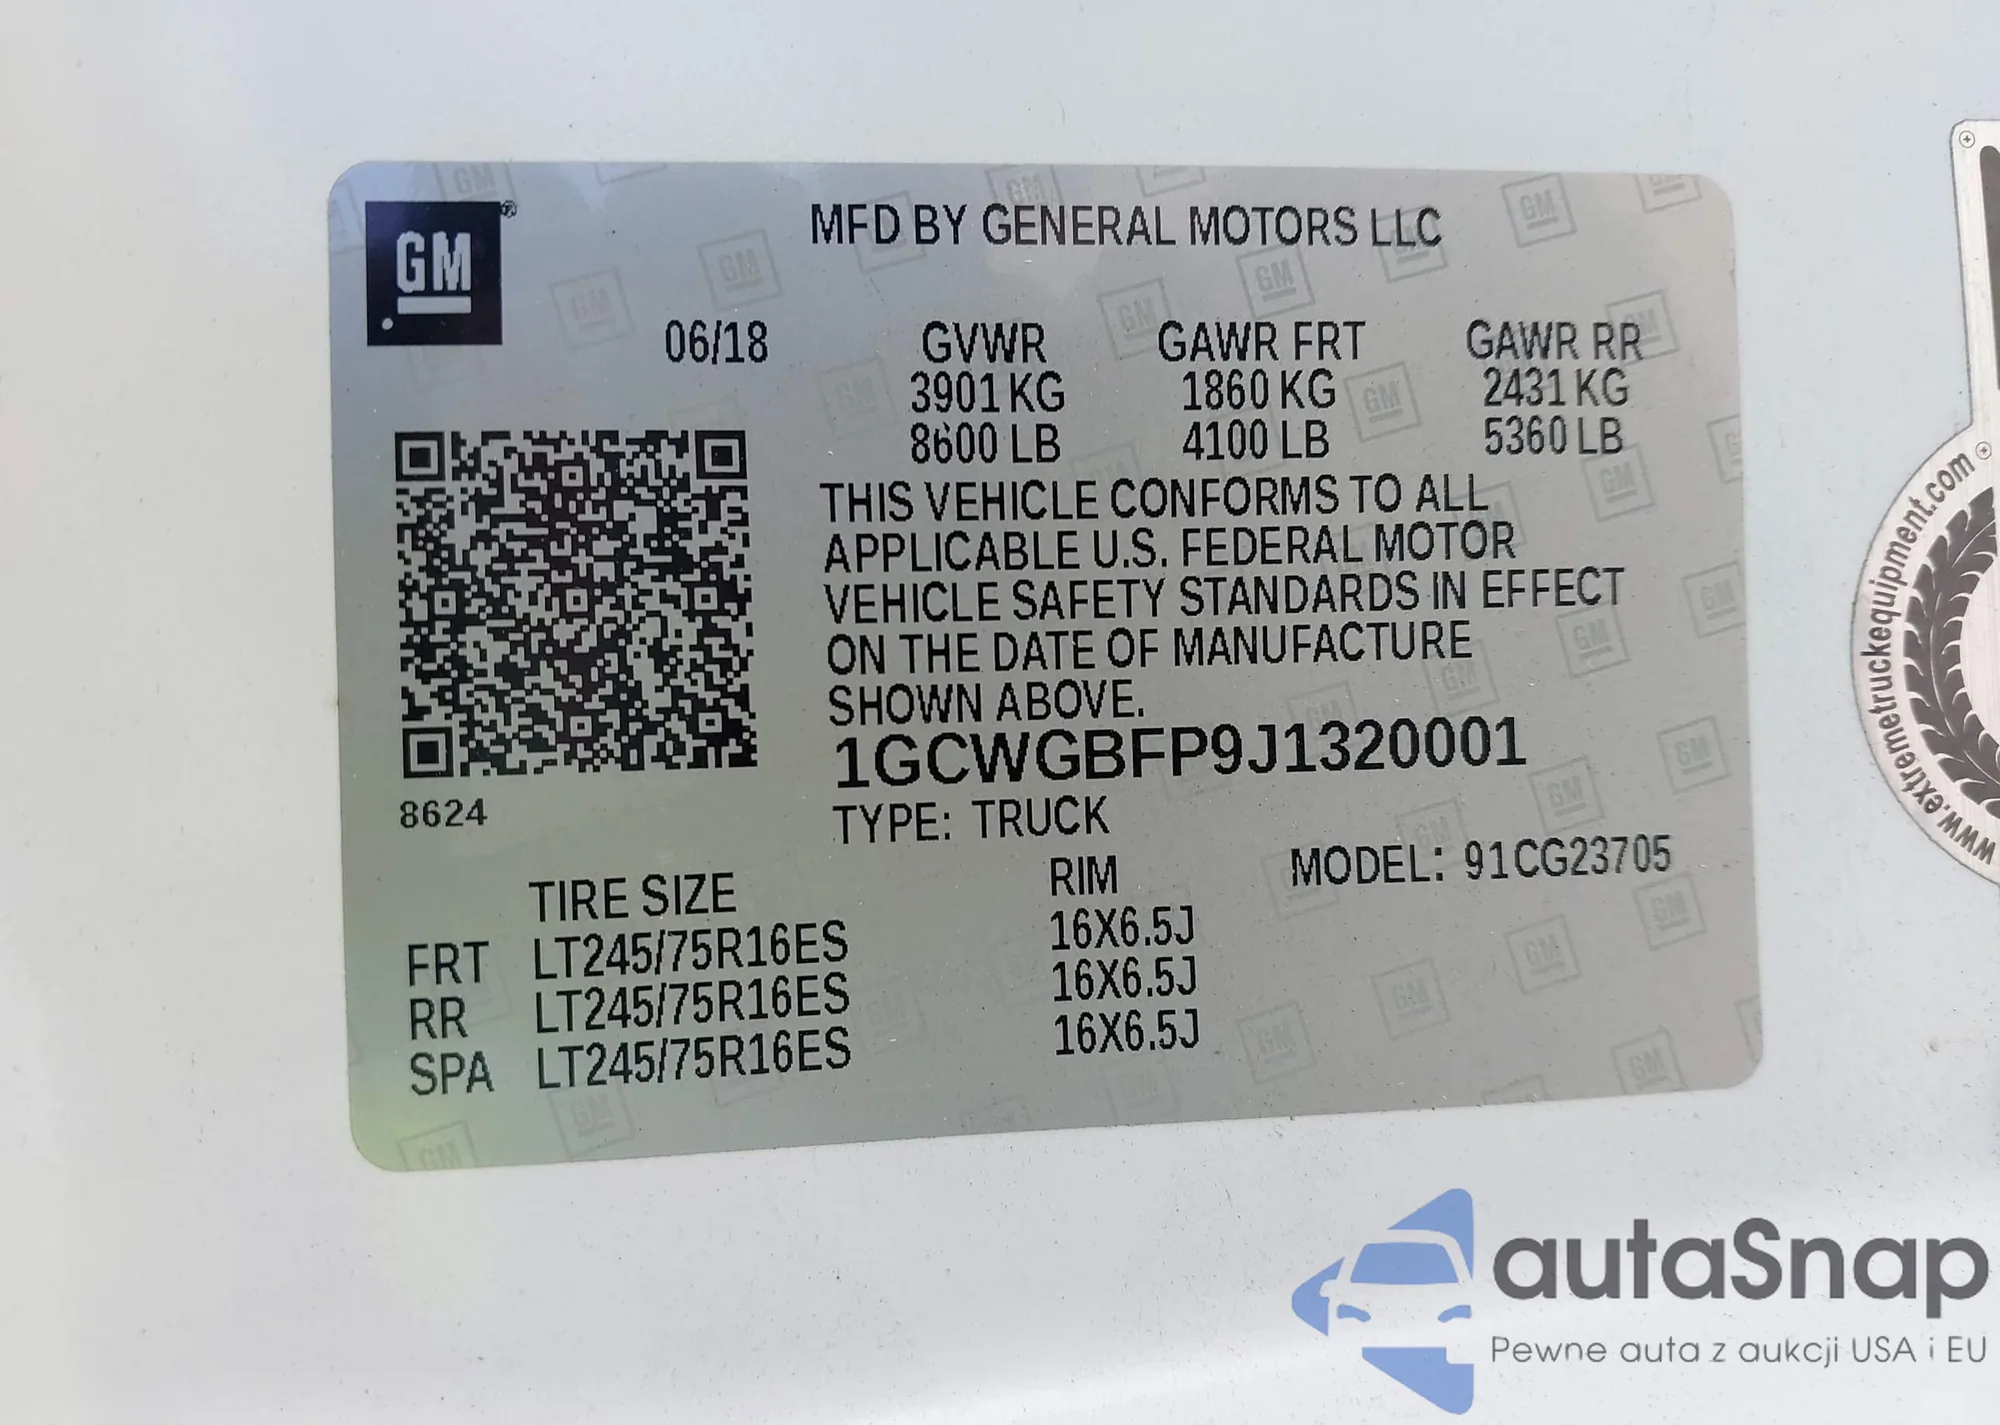 GM ®
MFD BY GENERAL MOTORS LLC
06/18 GVWR GAWR FRT GAWR RR
3901 KG 1860 KG 2431 KG
8600 LB 4100 LB 5360 LB
THIS VEHICLE CONFORMS TO ALL
APPLICABLE U.S. FEDERAL MOTOR
VEHICLE SAFETY STANDARDS IN EFFECT
ON THE DATE OF MANUFACTURE
SHOWN ABOVE.
1GCWGBFP9J1320001
8624
TYPE: TRUCK
MODEL: 91CG23705
TIRE SIZE RIM
FRT LT245/75R16ES 16X6.5J
RR LT245/75R16ES 16X6.5J
SPA LT245/75R16ES 16X6.5J
www.extremetruckequipment.com
autaSnap
Pewne auta z aukcji USA i EU